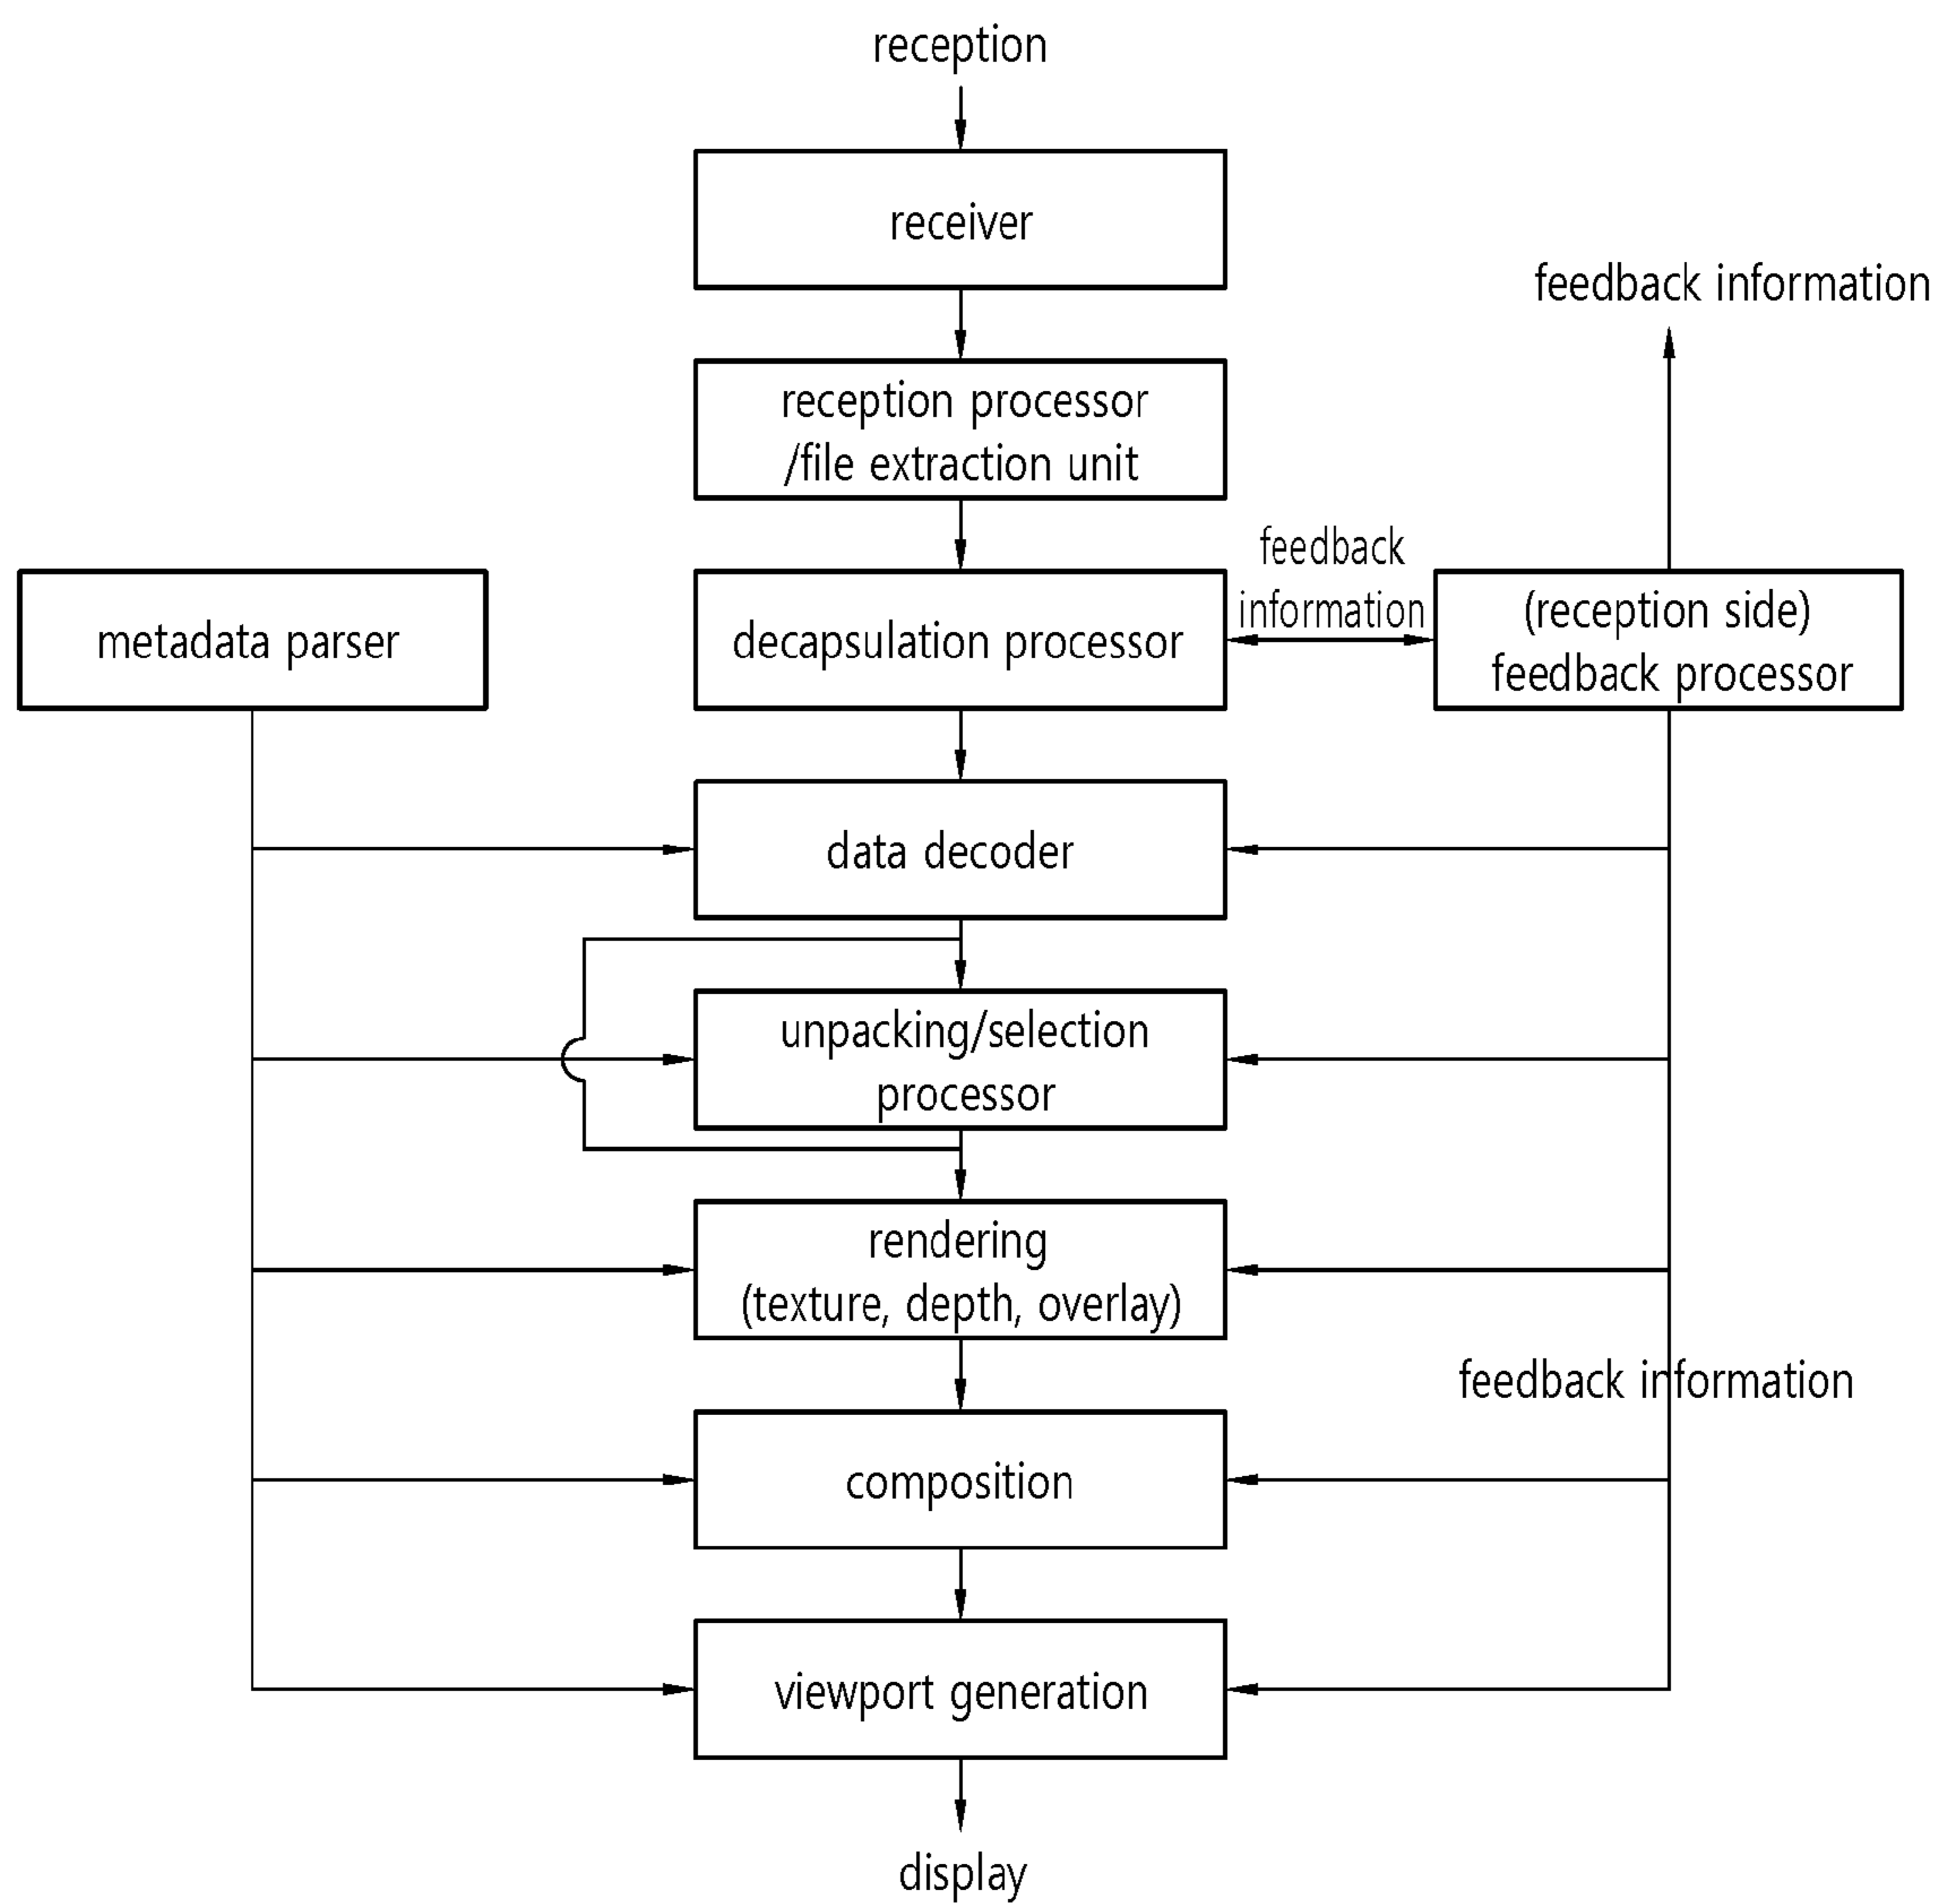 reception
receiver
feedback information
reception processor
/file extraction unit
metadata parser
decapsulation processor
feedback
information
(reception side)
feedback processor
data decoder
unpacking/selection
processor
rendering
(texture, depth, overlay)
feedback information
composition
viewport generation
display